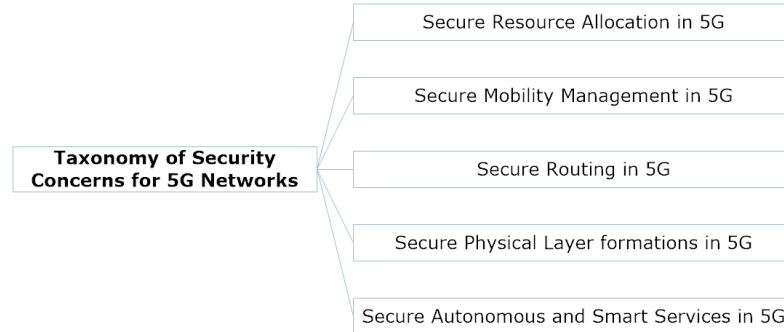 Secure Resource Allocation in 5G
Secure Mobility Management in 5G
Taxonomy of Security
Concerns for 5G Networks
Secure Routing in 5G
Secure Physical Layer formations in 5G
Secure Autonomous and Smart Services in 5G